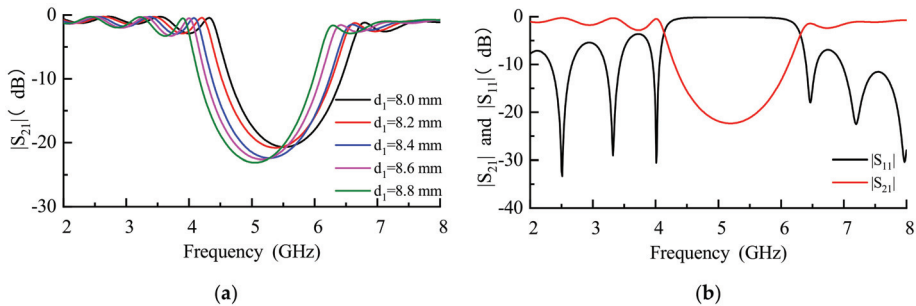 0
-10
-20
-30
|S₂₁|( dB)
d₁=8.0 mm
d₁=8.2 mm
d₁=8.4 mm
d₁=8.6 mm
d₁=8.8 mm
2 3 4 5 6 7 8
Frequency (GHz)
(a)
0
-10
-20
-30
-40
|S₂₁| and |S₁₁|( dB)
|S₁₁|
|S₂₁|
2 3 4 5 6 7 8
Frequency (GHz)
(b)